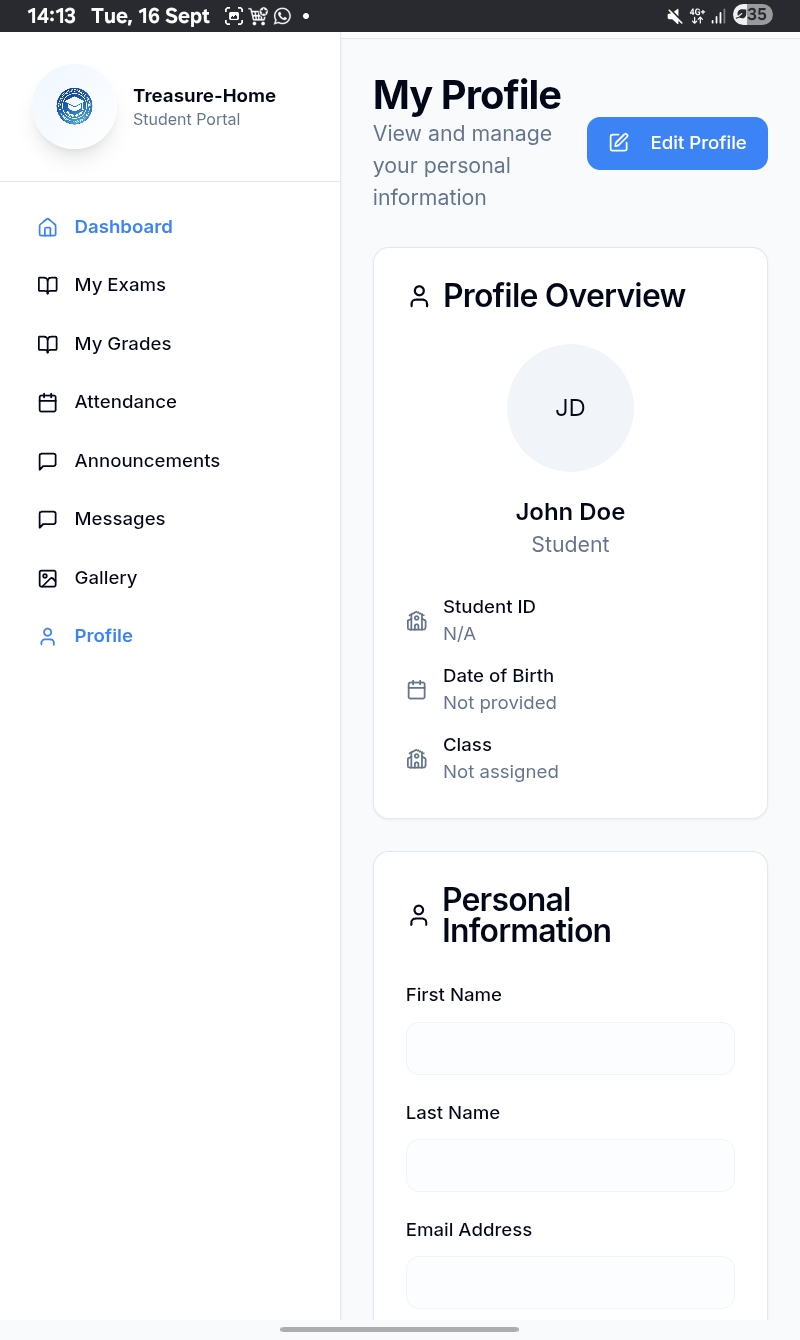 14:13 Tue, 16 Sept
4G+
35
Treasure-Home
Student Portal
Dashboard
My Exams
My Grades
Attendance
Announcements
Messages
Gallery
Profile
My Profile
View and manage
your personal
information
Edit Profile
Profile Overview
JD
John Doe
Student
Student ID
N/A
Date of Birth
Not provided
Class
Not assigned
Personal
Information
First Name
Last Name
Email Address